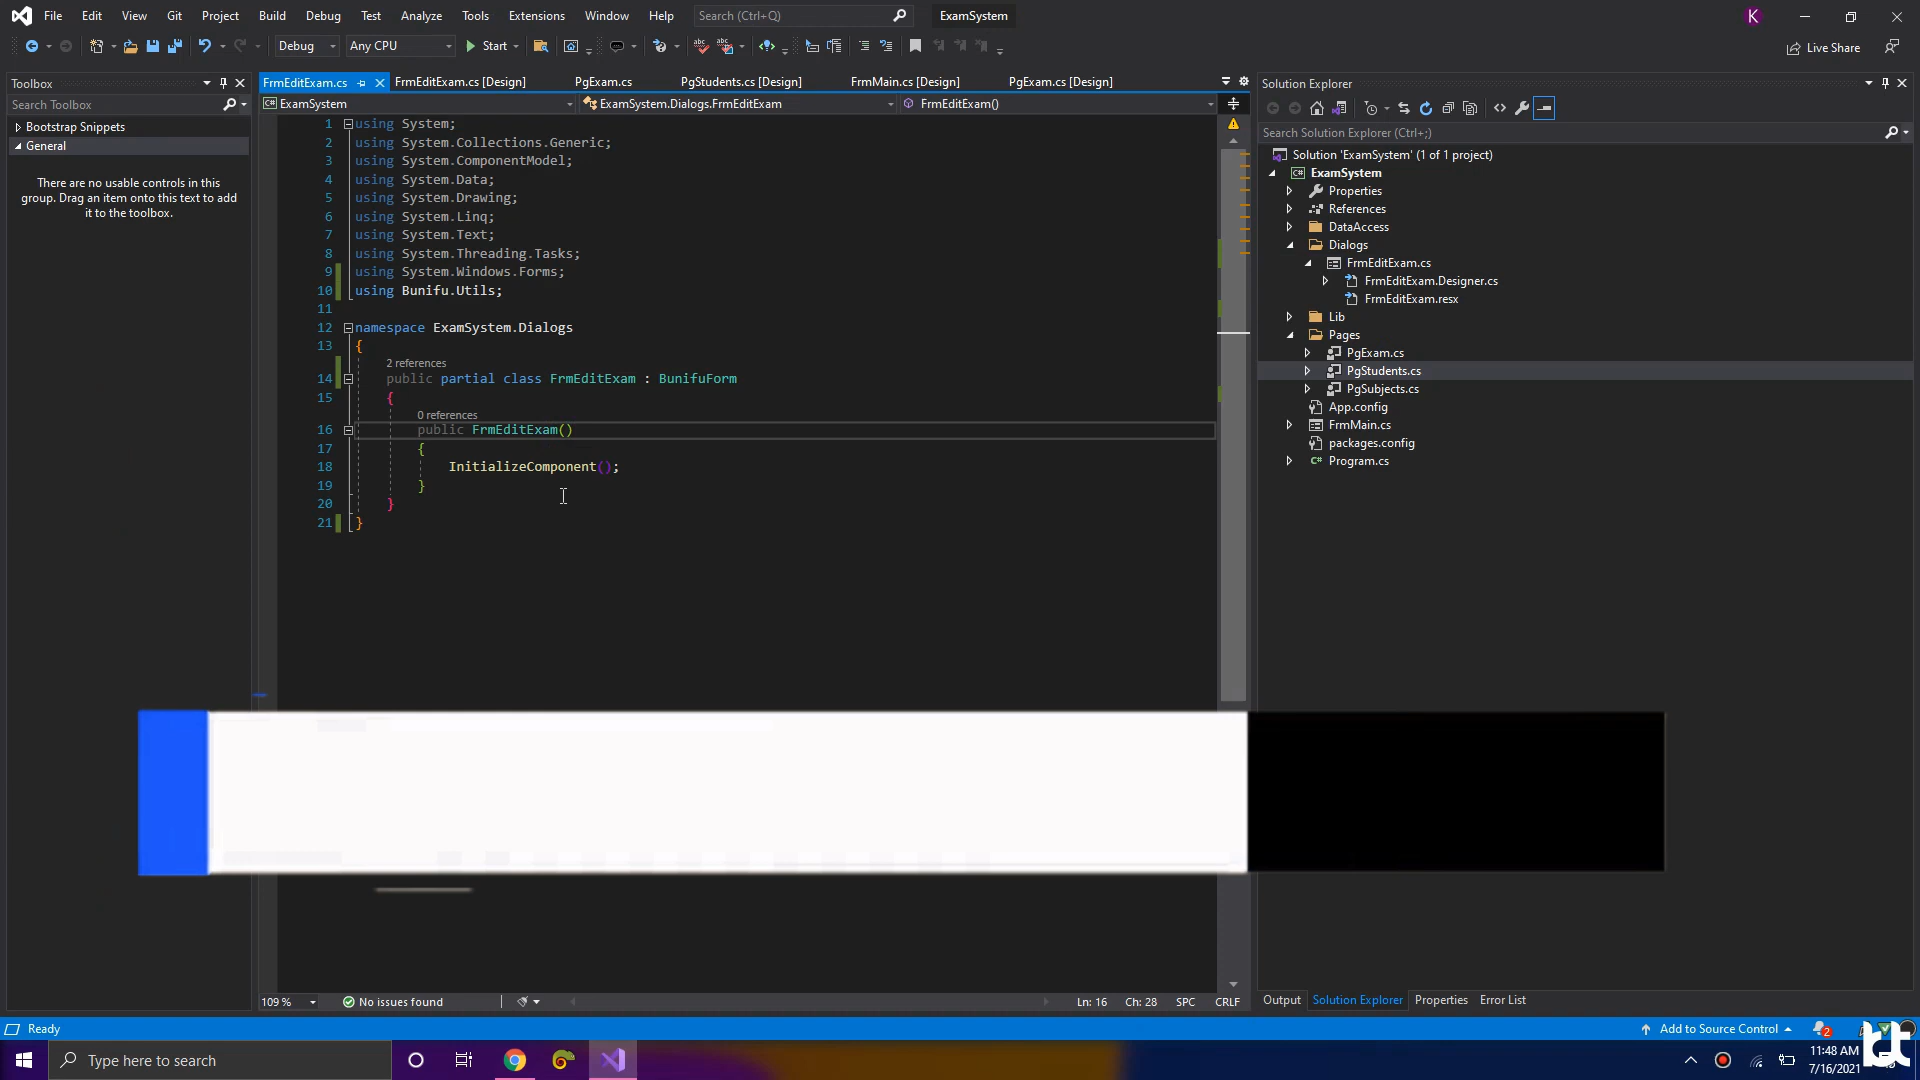 File Edit View Git Project Build Debug Test Analyze Tools Extensions Window Help Search (Ctrl+Q) ExamSystem K
Debug Any CPU Start Live Share
Toolbox
Search Toolbox
Bootstrap Snippets
General
There are no usable controls in this
group. Drag an item onto this text to add
it to the toolbox.
FrmEditExam.cs FrmEditExam.cs [Design] PgExam.cs PgStudents.cs [Design] FrmMain.cs [Design] PgExam.cs [Design]
ExamSystem ExamSystem.Dialogs.FrmEditExam FrmEditExam()
1 using System;
2 using System.Collections.Generic;
3 using System.ComponentModel;
4 using System.Data;
5 using System.Drawing;
6 using System.Linq;
7 using System.Text;
8 using System.Threading.Tasks;
9 using System.Windows.Forms;
10 using Bunifu.Utils;
11
12 namespace ExamSystem.Dialogs
13 {
2 references
14 public partial class FrmEditExam : BunifuForm
15 {
0 references
16 public FrmEditExam()
17 {
18 InitializeComponent();
19 }
20 }
21 }
109 % No issues found Ln: 16 Ch: 28 SPC CRLF
Solution Explorer
Search Solution Explorer (Ctrl+;)
Solution 'ExamSystem' (1 of 1 project)
ExamSystem
Properties
References
DataAccess
Dialogs
FrmEditExam.cs
FrmEditExam.Designer.cs
FrmEditExam.resx
Lib
Pages
PgExam.cs
PgStudents.cs
PgSubjects.cs
App.config
FrmMain.cs
packages.config
Program.cs
Output Solution Explorer Properties Error List
Ready Add to Source Control 2
Type here to search 11:48 AM
7/16/2021